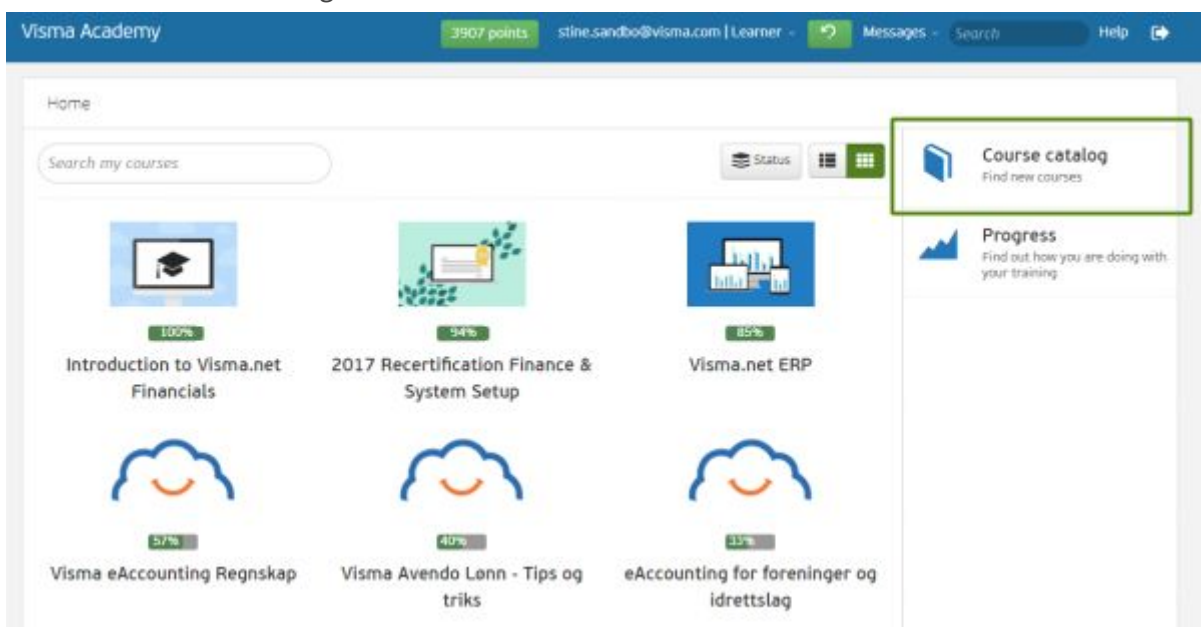 Visma Academy
3907 points
stine.sandbo@visma.com | Learner
Messages
Search
Help
Home
Search my courses
Status
Course catalog
Find new courses
Progress
Find out how you are doing with
your training
100%
94%
85%
Introduction to Visma.net
Financials
2017 Recertification Finance &
System Setup
Visma.net ERP
57%
40%
33%
Visma eAccounting Regnskap
Visma Avendo Lønn - Tips og
triks
eAccounting for foreninger og
idrettslag